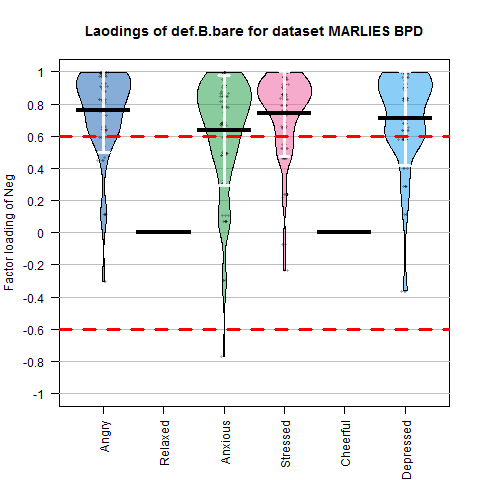 Laodings of def.B.bare for dataset MARLIES BPD
Factor loading of Neg
1
0.8
0.6
0.4
0.2
0
-0.2
-0.4
-0.6
-0.8
-1
Angry
Relaxed
Anxious
Stressed
Cheerful
Depressed